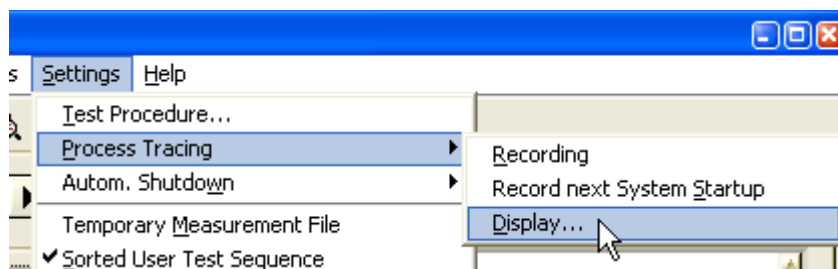 s Settings Help
Test Procedure...
Process Tracing
Recording
Autom. Shutdown
Record next System Startup
Temporary Measurement File
Display...
Sorted User Test Sequence